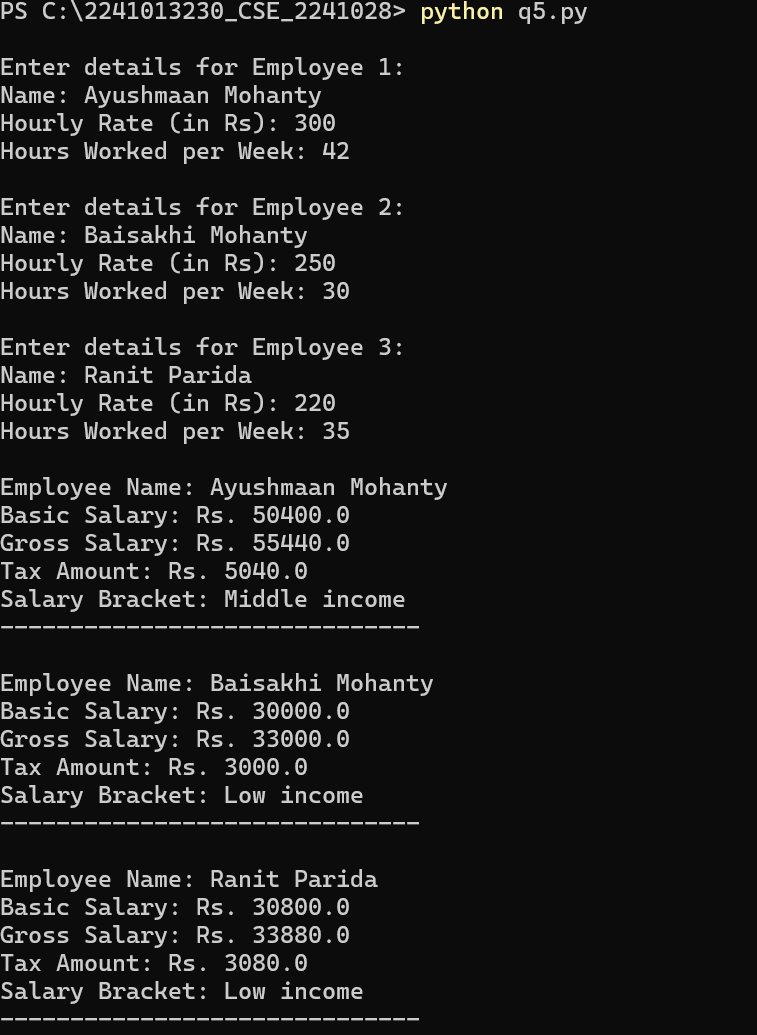 PS C:\2241013230_CSE_2241028> python q5.py
Enter details for Employee 1:
Name: Ayushmaan Mohanty
Hourly Rate (in Rs): 300
Hours Worked per Week: 42
Enter details for Employee 2:
Name: Baisakhi Mohanty
Hourly Rate (in Rs): 250
Hours Worked per Week: 30
Enter details for Employee 3:
Name: Ranit Parida
Hourly Rate (in Rs): 220
Hours Worked per Week: 35
Employee Name: Ayushmaan Mohanty
Basic Salary: Rs. 50400.0
Gross Salary: Rs. 55440.0
Tax Amount: Rs. 5040.0
Salary Bracket: Middle income
------------------------------
Employee Name: Baisakhi Mohanty
Basic Salary: Rs. 30000.0
Gross Salary: Rs. 33000.0
Tax Amount: Rs. 3000.0
Salary Bracket: Low income
------------------------------
Employee Name: Ranit Parida
Basic Salary: Rs. 30800.0
Gross Salary: Rs. 33880.0
Tax Amount: Rs. 3080.0
Salary Bracket: Low income
------------------------------